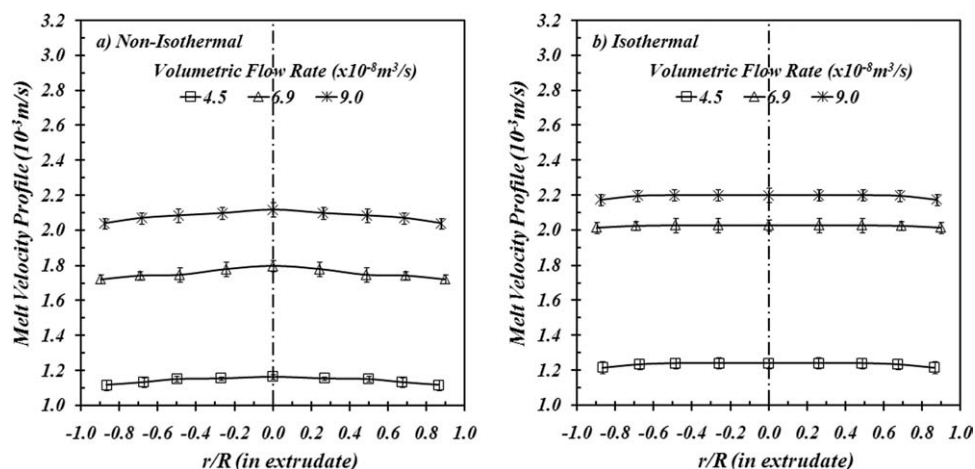 a) Non-Isothermal
Volumetric Flow Rate (x10-8m3/s)
4.5 6.9 9.0
Melt Velocity Profile (10-3m/s)
3.2
3.0
2.8
2.6
2.4
2.2
2.0
1.8
1.6
1.4
1.2
1.0
-1.0 -0.8 -0.6 -0.4 -0.2 0.0 0.2 0.4 0.6 0.8 1.0
r/R (in extrudate)
b) Isothermal
Volumetric Flow Rate (x10-8m3/s)
4.5 6.9 9.0
Melt Velocity Profile (10-3m/s)
3.2
3.0
2.8
2.6
2.4
2.2
2.0
1.8
1.6
1.4
1.2
1.0
-1.0 -0.8 -0.6 -0.4 -0.2 0.0 0.2 0.4 0.6 0.8 1.0
r/R (in extrudate)